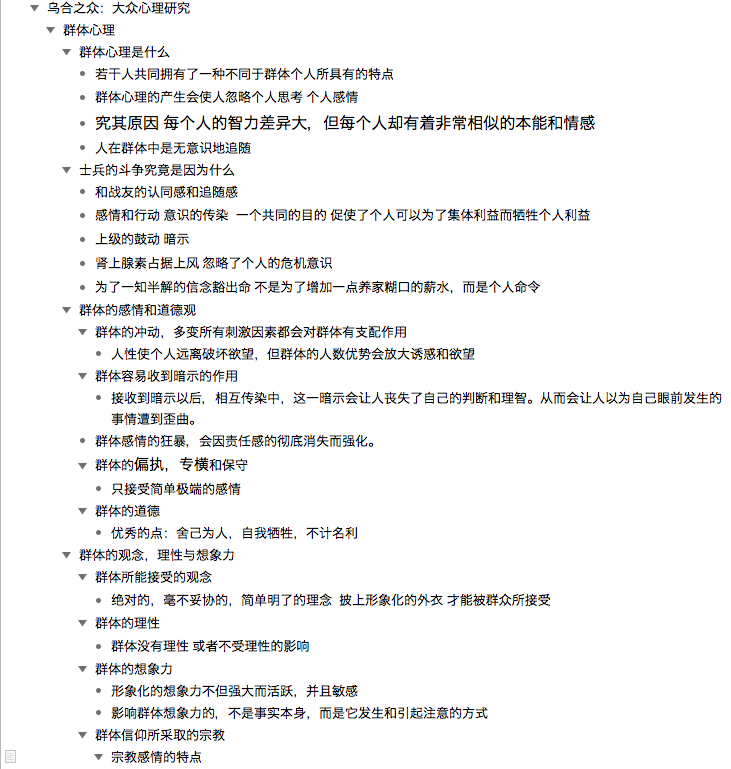 乌合之众：大众心理研究
群体心理
群体心理是什么
若干人共同拥有了一种不同于群体个人所具有的特点
群体心理的产生会使人忽略个人思考 个人感情
究其原因 每个人的智力差异大，但每个人却有着非常相似的本能和情感
人在群体中是无意识地追随
士兵的斗争究竟是因为什么
和战友的认同感和追随感
感情和行动 意识的传染 一个共同的目的 促使了个人可以为了集体利益而牺牲个人利益
上级的鼓动 暗示
肾上腺素占据上风 忽略了个人的危机意识
为了一知半解的信念豁出命 不是为了增加一点养家糊口的薪水，而是个人命令
群体的感情和道德观
群体的冲动，多变所有刺激因素都会对群体有支配作用
人性使个人远离破坏欲望，但群体的人数优势会放大诱惑和欲望
群体容易收到暗示的作用
接收到暗示以后，相互传染中，这一暗示会让人丧失了自己的判断和理智。从而会让人以为自己眼前发生的
事情遭到歪曲。
群体感情的狂暴，会因责任感的彻底消失而强化。
群体的偏执，专横和保守
只接受简单极端的感情
群体的道德
优秀的点：舍己为人，自我牺牲，不计名利
群体的观念，理性与想象力
群体所能接受的观念
绝对的，毫不妥协的，简单明了的理念 披上形象化的外衣 才能被群众所接受
群体的理性
群体没有理性 或者不受理性的影响
群体的想象力
形象化的想象力不但强大而活跃，并且敏感
影响群体想象力的，不是事实本身，而是它发生和引起注意的方式
群体信仰所采取的宗教
宗教感情的特点